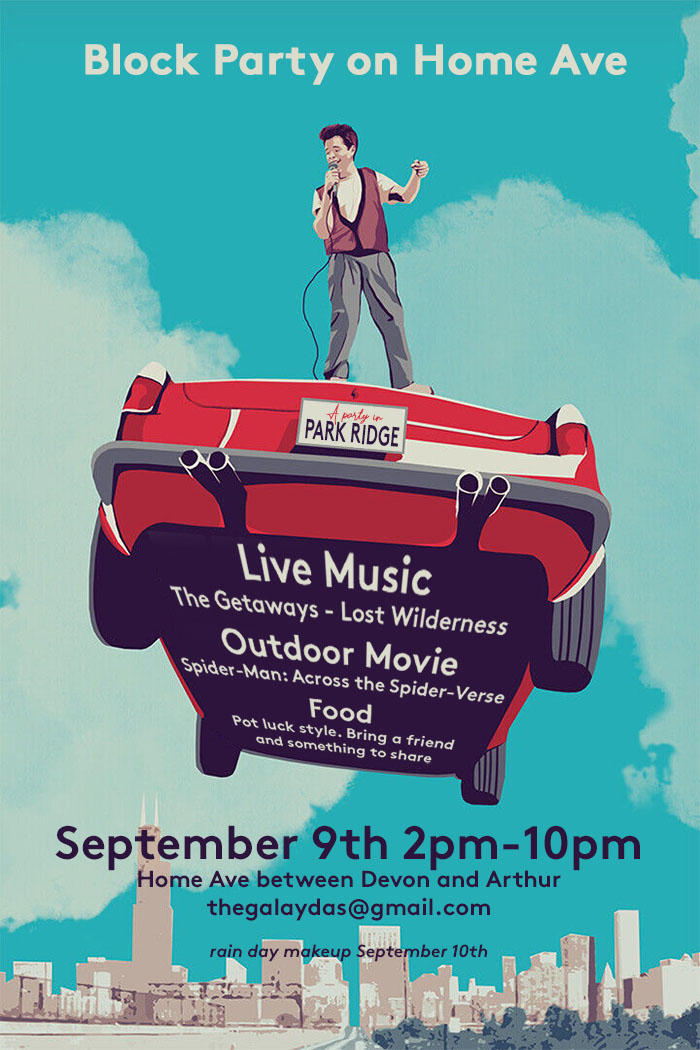 Block Party on Home Ave
A party in
PARK RIDGE
Live Music
The Getaways - Lost Wilderness
Outdoor Movie
Spider-Man: Across the Spider-Verse
Food
Pot luck style. Bring a friend
and something to share
September 9th 2pm-10pm
Home Ave between Devon and Arthur
thegalaydas@gmail.com
rain day makeup September 10th